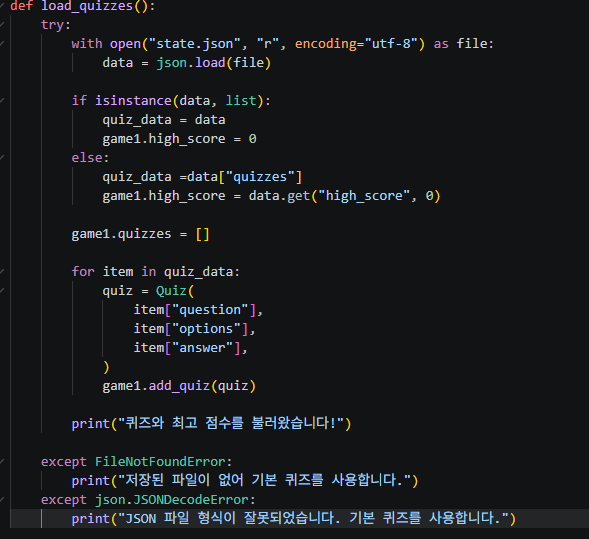 def load_quizzes():
    try:
        with open("state.json", "r", encoding="utf-8") as file:
            data = json.load(file)

        if isinstance(data, list):
            quiz_data = data
            game1.high_score = 0
        else:
            quiz_data =data["quizzes"]
            game1.high_score = data.get("high_score", 0)

        game1.quizzes = []

        for item in quiz_data:
            quiz = Quiz(
                item["question"],
                item["options"],
                item["answer"],
            )
            game1.add_quiz(quiz)

        print("퀴즈와 최고 점수를 불러왔습니다!")

    except FileNotFoundError:
        print("저장된 파일이 없어 기본 퀴즈를 사용합니다.")
    except json.JSONDecodeError:
        print("JSON 파일 형식이 잘못되었습니다. 기본 퀴즈를 사용합니다.")